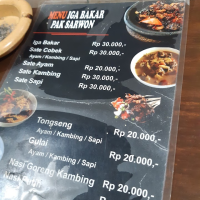 MENU IGA BAKAR
PAK SARWON
Iga Bakar Rp 30.000,-
Sate Cobek Rp 30.000,-
Ayam / Kambing / Sapi
Sate Ayam Rp 20.000,-
Sate Kambing Rp 30.000,-
Sate Sapi Rp 30.000,-
Tongseng Rp 20.000,-
Ayam / Kambing / Sapi
Gulai Rp 20.000,-
Ayam / Kambing / Sapi
Nasi Goreng Kambing Rp 20.000,-
Nasi